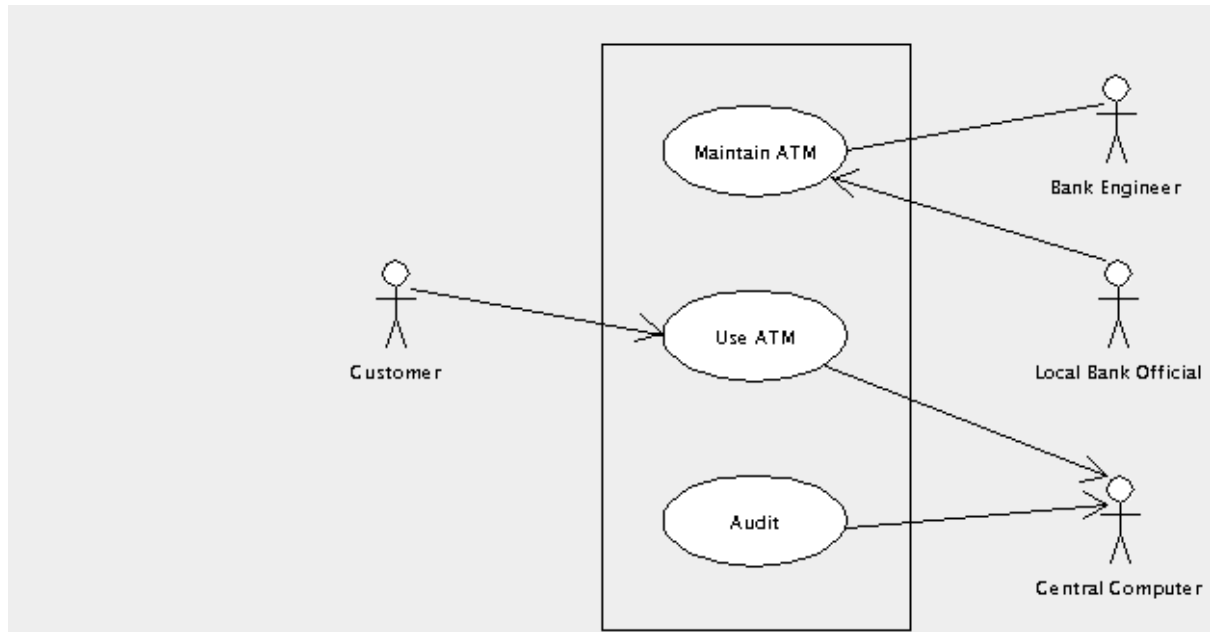 Maintain ATM
Bank Engineer
Use ATM
Customer
Local Bank Official
Audit
Central Computer